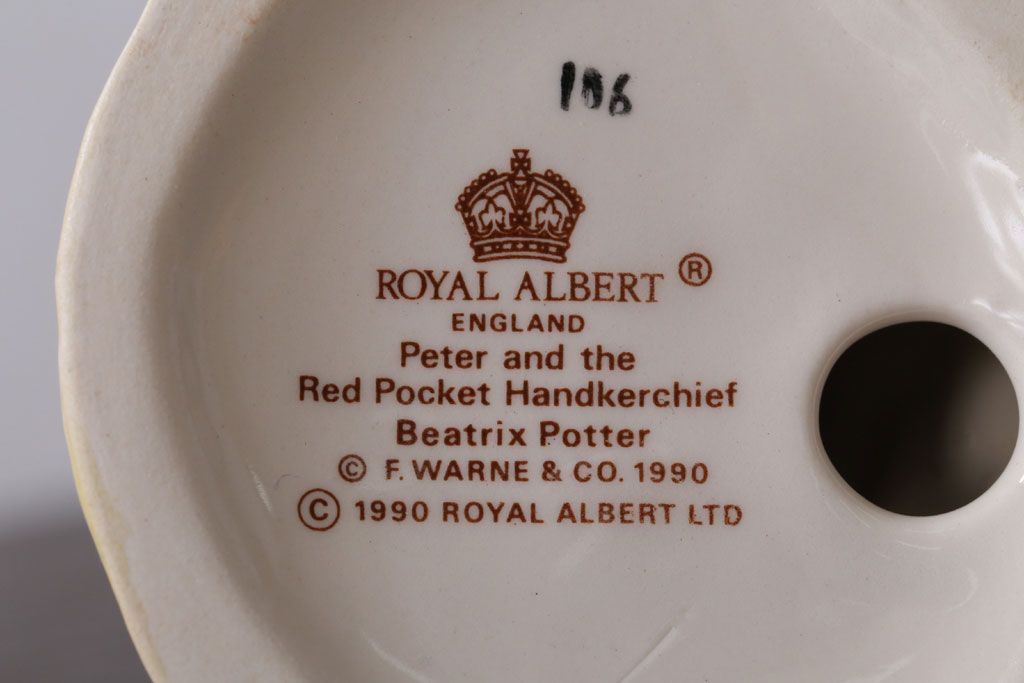 106
ROYAL ALBERT ®
ENGLAND
Peter and the
Red Pocket Handkerchief
Beatrix Potter
© F. WARNE & CO. 1990
© 1990 ROYAL ALBERT LTD